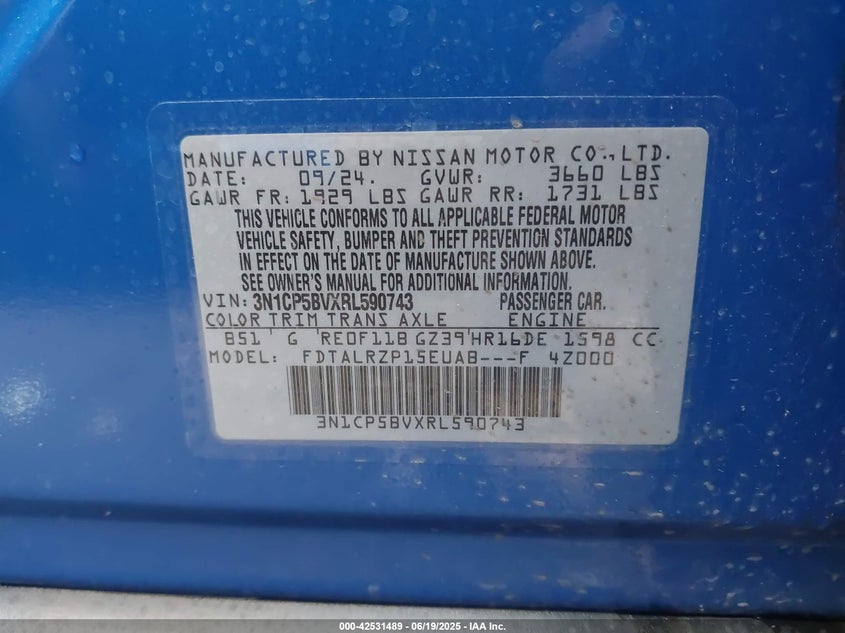 MANUFACTURED BY NISSAN MOTOR CO., LTD.
DATE: 09/24. GVWR: 3660 LBS
GAWR FR: 1929 LBS GAWR RR: 1731 LBS
THIS VEHICLE CONFORMS TO ALL APPLICABLE FEDERAL MOTOR
VEHICLE SAFETY, BUMPER AND THEFT PREVENTION STANDARDS
IN EFFECT ON THE DATE OF MANUFACTURE SHOWN ABOVE.
SEE OWNER'S MANUAL FOR ADDITIONAL INFORMATION.
VIN: 3N1CP5BVXRL590743 PASSENGER CAR.
COLOR TRIM TRANS AXLE ENGINE
B51 G RE0F11B GZ39 HR16DE 1598 CC
MODEL: FDTALRZP15EUAB---F 4Z000
3N1CP5BVXRL590743
000-42531489 - 06/19/2025 - IAA Inc.